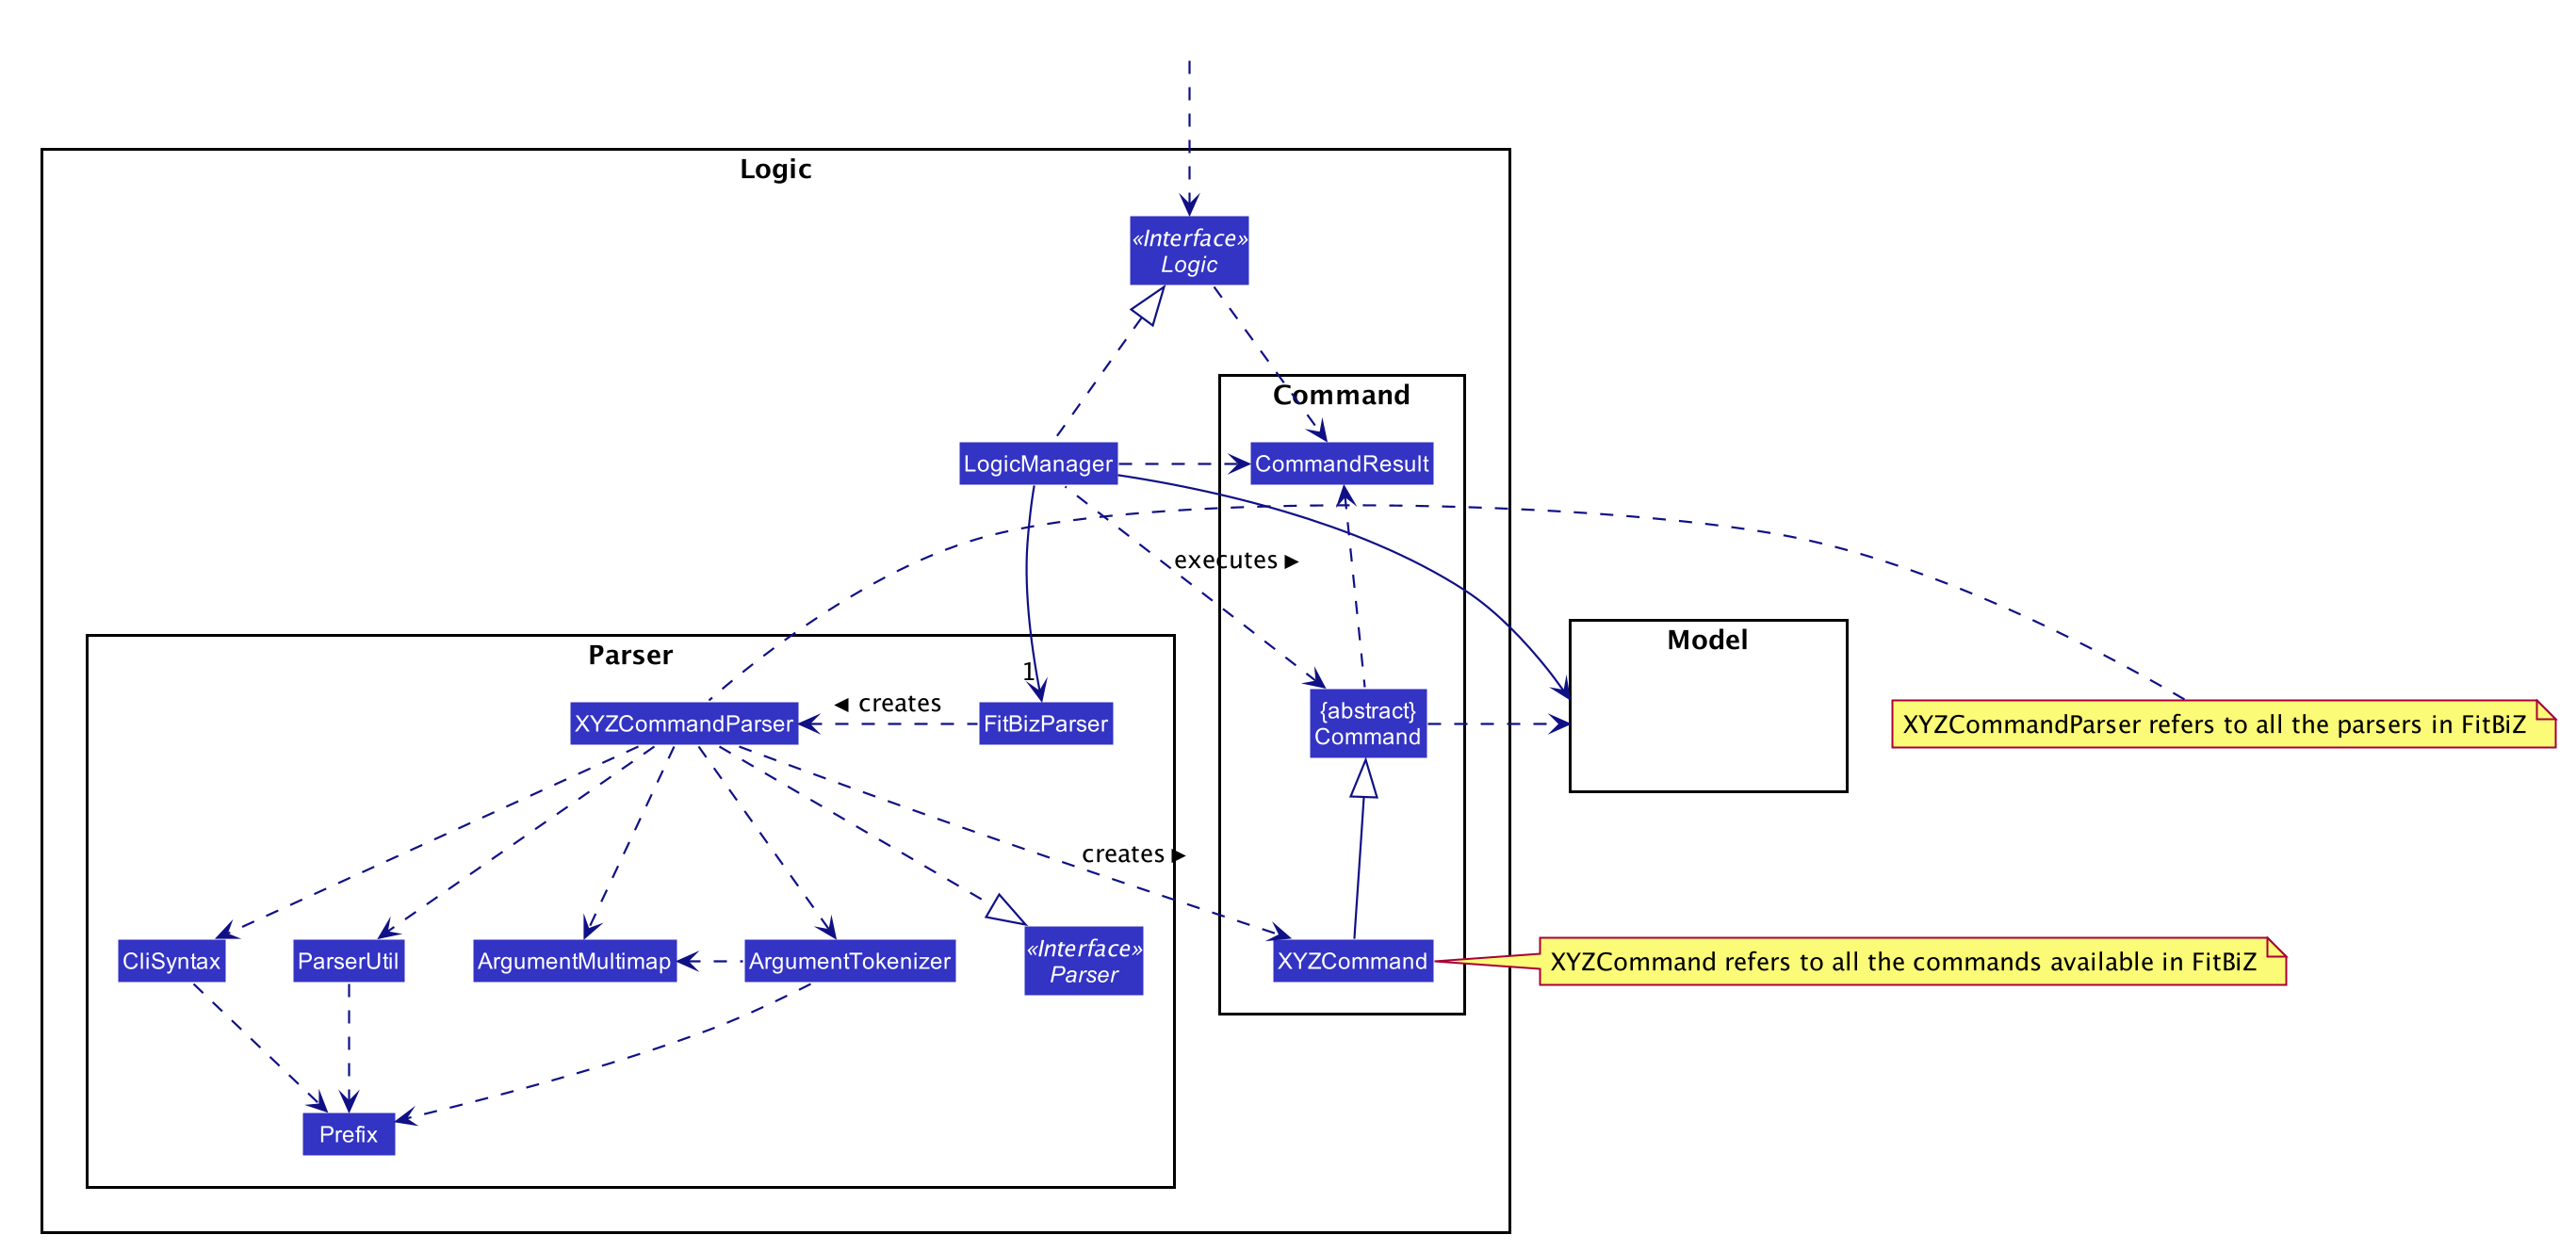 Logic
«Interface»
Logic
Command
LogicManager
CommandResult
executes ►
Model
Parser
1
◄ creates
XYZCommandParser
FitBizParser
{abstract}
Command
XYZCommandParser refers to all the parsers in FitBiZ
creates ►
CliSyntax
ParserUtil
ArgumentMultimap
ArgumentTokenizer
«Interface»
Parser
XYZCommand
XYZCommand refers to all the commands available in FitBiZ
Prefix